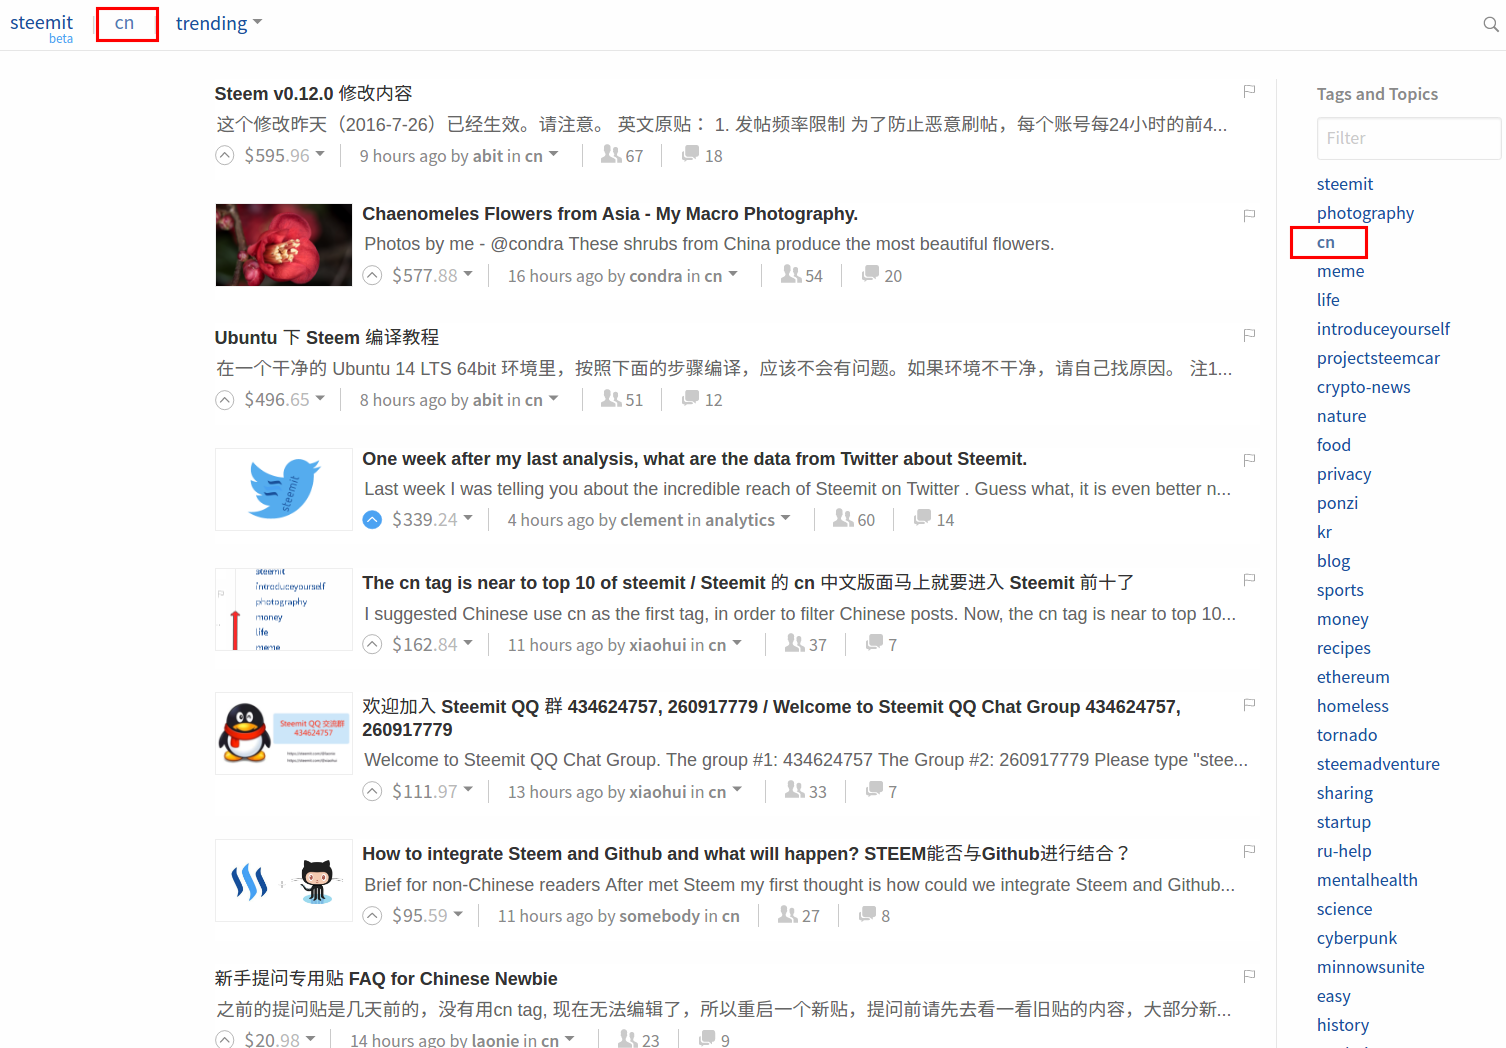 steemit
beta
cn
trending
Steem v0.12.0 修改内容
这个修改昨天（2016-7-26）已经生效。请注意。 英文原贴： 1. 发帖频率限制 为了防止恶意刷帖，每个账号每24小时的前4...
$595.96 9 hours ago by abit in cn 67 18
Chaenomeles Flowers from Asia - My Macro Photography.
Photos by me - @condra These shrubs from China produce the most beautiful flowers.
$577.88 16 hours ago by condra in cn 54 20
Ubuntu 下 Steem 编译教程
在一个干净的 Ubuntu 14 LTS 64bit 环境里，按照下面的步骤编译，应该不会有问题。如果环境不干净，请自己找原因。 注1...
$496.65 8 hours ago by abit in cn 51 12
steemit
One week after my last analysis, what are the data from Twitter about Steemit.
Last week I was telling you about the incredible reach of Steemit on Twitter . Guess what, it is even better n...
$339.24 4 hours ago by clement in analytics 60 14
steemit
introduceyourself
photography
money
life
meme
The cn tag is near to top 10 of steemit / Steemit 的 cn 中文版面马上就要进入 Steemit 前十了
I suggested Chinese use cn as the first tag, in order to filter Chinese posts. Now, the cn tag is near to top 10...
$162.84 11 hours ago by xiaohui in cn 37 7
Steemit QQ 交流群
434624757
欢迎加入 Steemit QQ 群 434624757, 260917779 / Welcome to Steemit QQ Chat Group 434624757,
260917779
Welcome to Steemit QQ Chat Group. The group #1: 434624757 The Group #2: 260917779 Please type "stee...
$111.97 13 hours ago by xiaohui in cn 33 7
How to integrate Steem and Github and what will happen? STEEM能否与Github进行结合？
Brief for non-Chinese readers After met Steem my first thought is how could we integrate Steem and Github...
$95.59 11 hours ago by somebody in cn 27 8
新手提问专用贴 FAQ for Chinese Newbie
之前的提问贴是几天前的，没有用cn tag, 现在无法编辑了，所以重启一个新贴，提问前请先去看一看旧贴的内容，大部分新...
$20.98 14 hours ago by laonie in cn 23 9
Tags and Topics
Filter
steemit
photography
cn
meme
life
introduceyourself
projectsteemcar
crypto-news
nature
food
privacy
ponzi
kr
blog
sports
money
recipes
ethereum
homeless
tornado
steemadventure
sharing
startup
ru-help
mentalhealth
science
cyberpunk
minnowsunite
easy
history